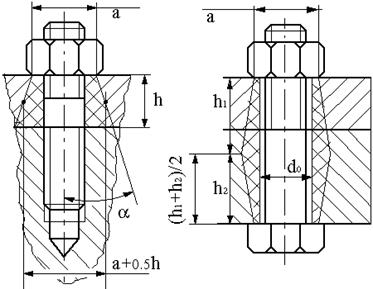 a
a
h
h₁
(h₁+h₂)/2
h₂
d₀
α
a+0.5h